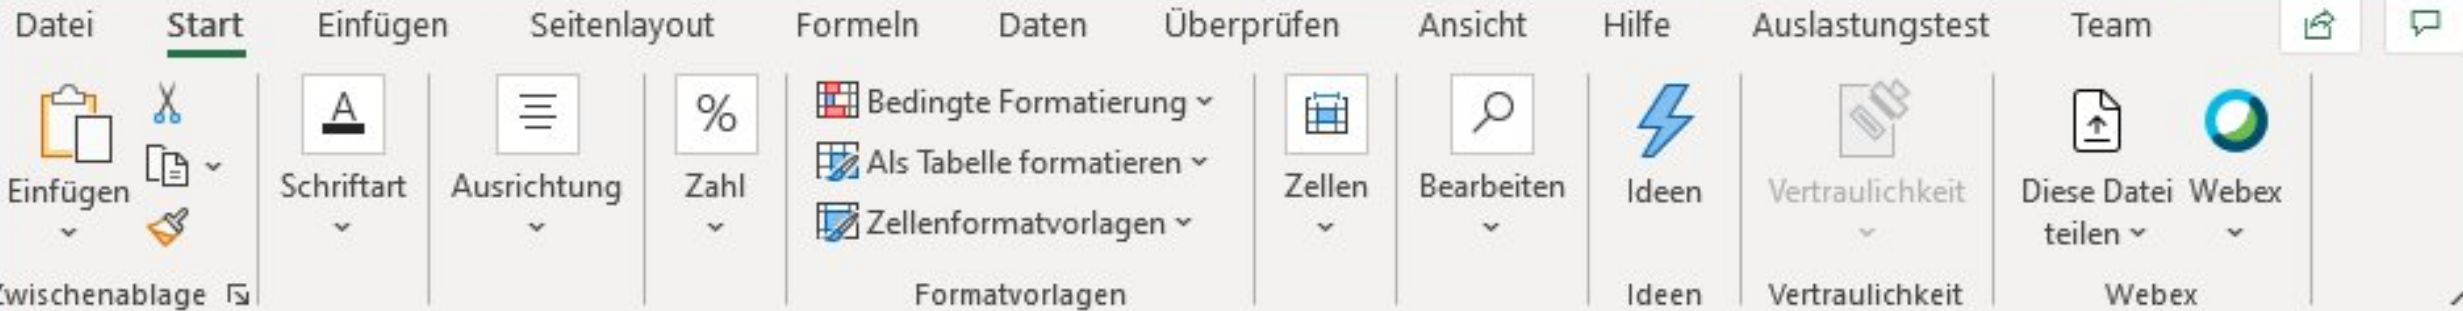 Datei Start Einfügen Seitenlayout Formeln Daten Überprüfen Ansicht Hilfe Auslastungstest Team
Einfügen
Schriftart
Ausrichtung
%
Zahl
Bedingte Formatierung
Als Tabelle formatieren
Zellenformatvorlagen
Zellen
Bearbeiten
Ideen
Vertraulichkeit
Diese Datei
teilen
Webex
Zwischenablage Formatvorlagen Ideen Vertraulichkeit Webex